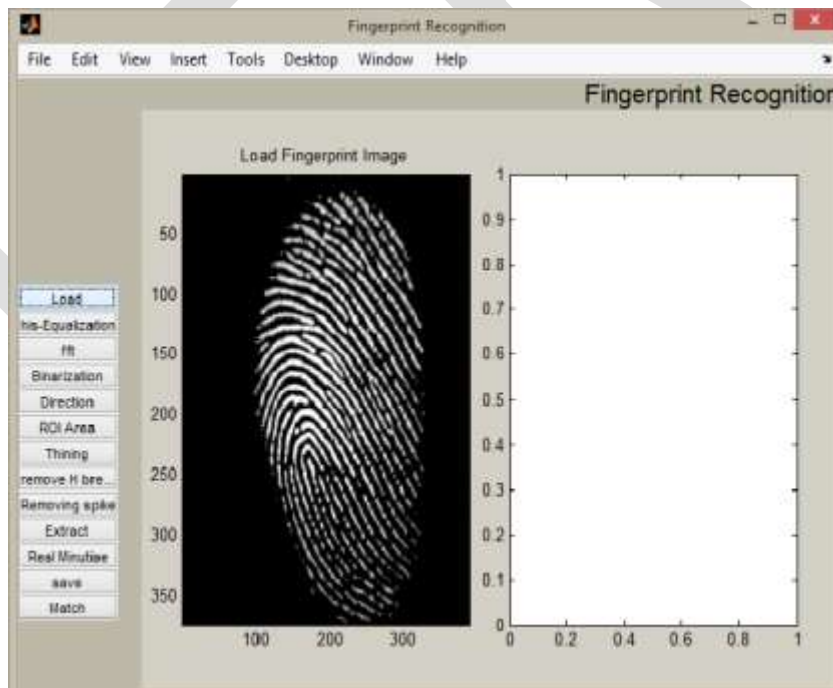 Fingerprint Recognition
File Edit View Insert Tools Desktop Window Help
Fingerprint Recognition
Load Fingerprint Image
50
100
150
200
250
300
350
100 200 300
1
0.9
0.8
0.7
0.6
0.5
0.4
0.3
0.2
0.1
0
0 0.2 0.4 0.6 0.8 1
Load
his-Equalization
fft
Binarization
Direction
ROI Area
Thining
remove H bre...
Removing spike
Extract
Real Minutiae
save
Match